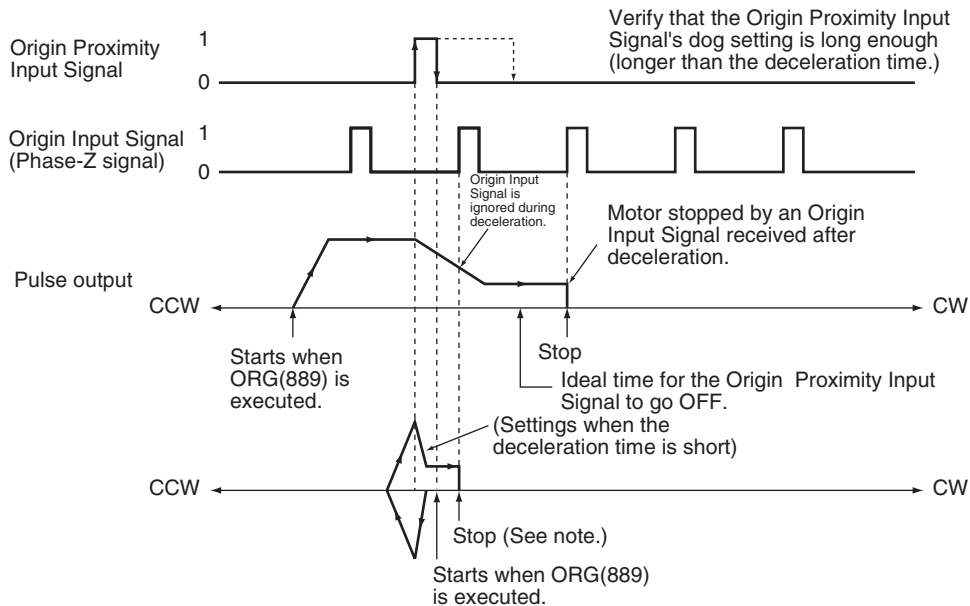 Verify that the Origin Proximity Input
Signal's dog setting is long enough
(longer than the deceleration time.)
Origin Proximity
Input Signal
1
0
Origin Input Signal
(Phase-Z signal)
1
0
Origin Input
Signal is
ignored during
deceleration.
Motor stopped by an Origin
Input Signal received after
deceleration.
Pulse output
CCW
CW
Starts when
ORG(889) is
executed.
Stop
Ideal time for the Origin Proximity Input
Signal to go OFF.
(Settings when the
deceleration time is short)
CCW
CW
Stop (See note.)
Starts when ORG(889)
is executed.